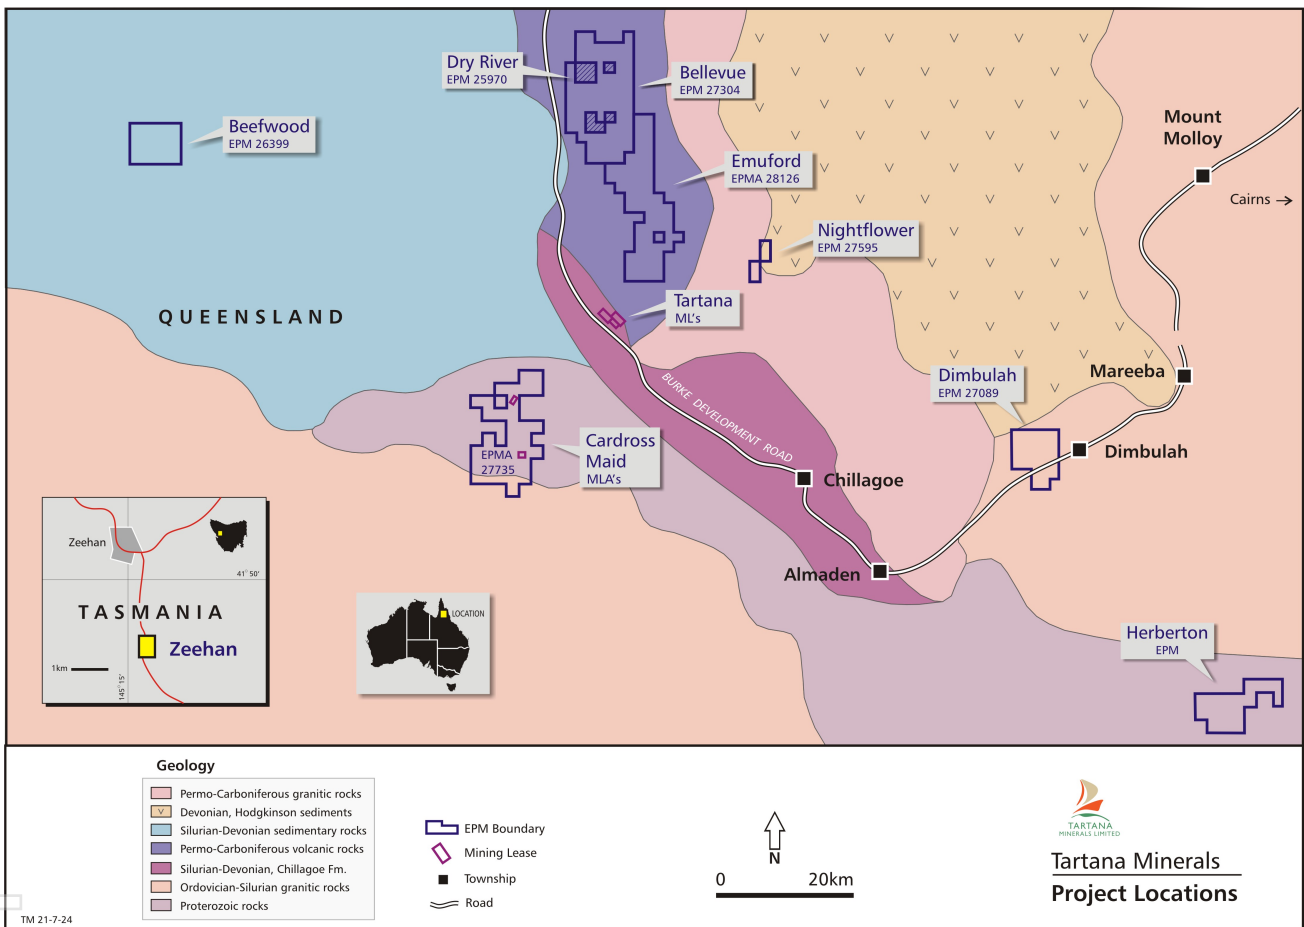 Dry River
EPM 25970
Bellevue
EPM 27304
Beefwood
EPM 26399
Mount
Molloy
Emuford
EPMA 28126
Cairns →
Nightflower
EPM 27595
Tartana
ML's
QUEENSLAND
Mareeba
Dimbulah
EPM 27089
BURKE DEVELOPMENT ROAD
Cardross
Maid
MLA's
EPMA
27735
Dimbulah
Chillagoe
Almaden
Zeehan
41° 50'
TASMANIA
Zeehan
1km
145° 15'
LOCATION
Herberton
EPM
Geology
Permo-Carboniferous granitic rocks
Devonian, Hodgkinson sediments
Silurian-Devonian sedimentary rocks
Permo-Carboniferous volcanic rocks
Silurian-Devonian, Chillagoe Fm.
Ordovician-Silurian granitic rocks
Proterozoic rocks
EPM Boundary
Mining Lease
Township
Road
N
0 20km
TARTANA
MINERALS LIMITED
Tartana Minerals
Project Locations
TM 21-7-24